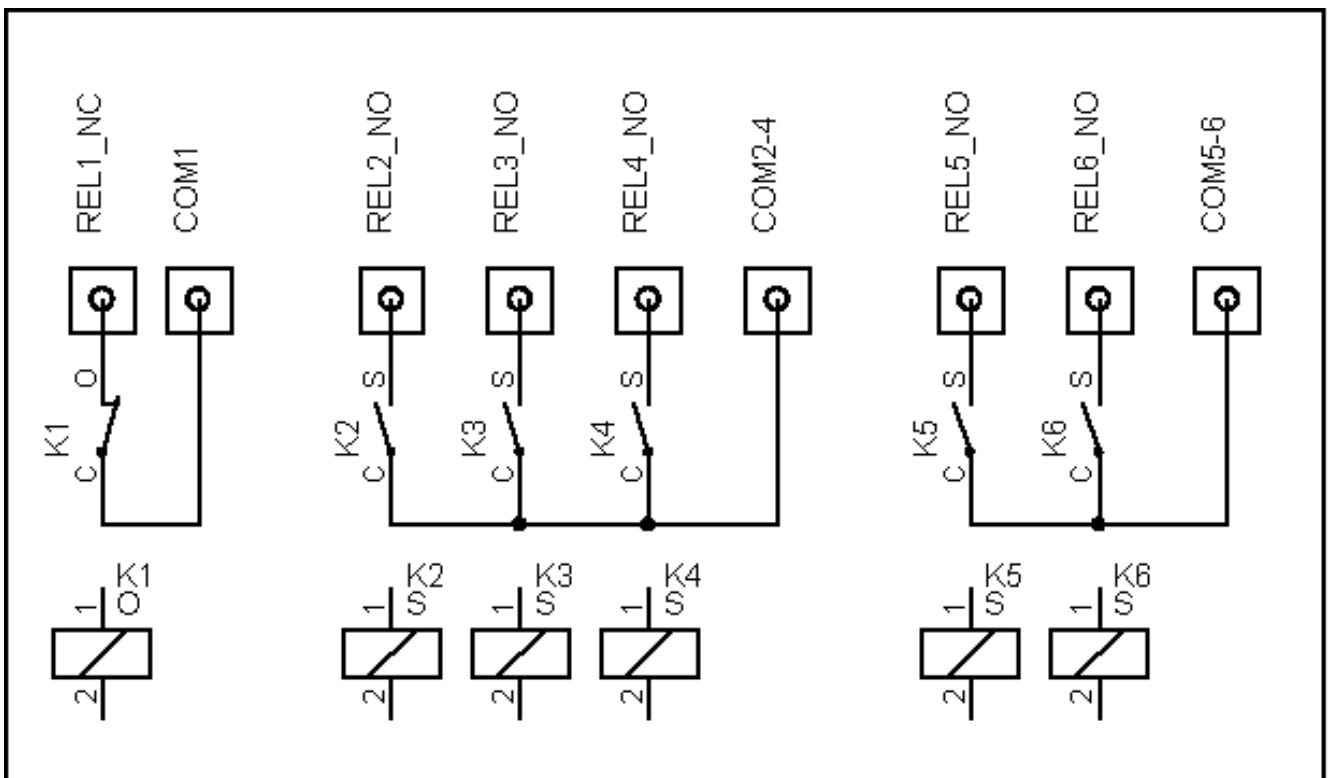 REL1_NC
COM1
REL2_NO
REL3_NO
REL4_NO
COM2-4
REL5_NO
REL6_NO
COM5-6
O
S
S
S
S
S
K1
K2
K3
K4
K5
K6
C
C
C
C
C
C
K1
K2
K3
K4
K5
K6
1
O
1
S
1
S
1
S
1
S
1
S
2
2
2
2
2
2